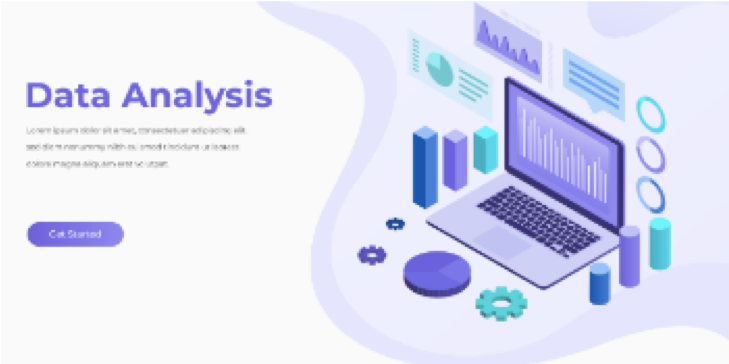 Data Analysis
Lorem ipsum dolor sit amet, consectetuer adipiscing elit,
sed diam nonummy nibh euismod tincidunt ut laoreet
dolore magna aliquam erat volutpat.
Get Started